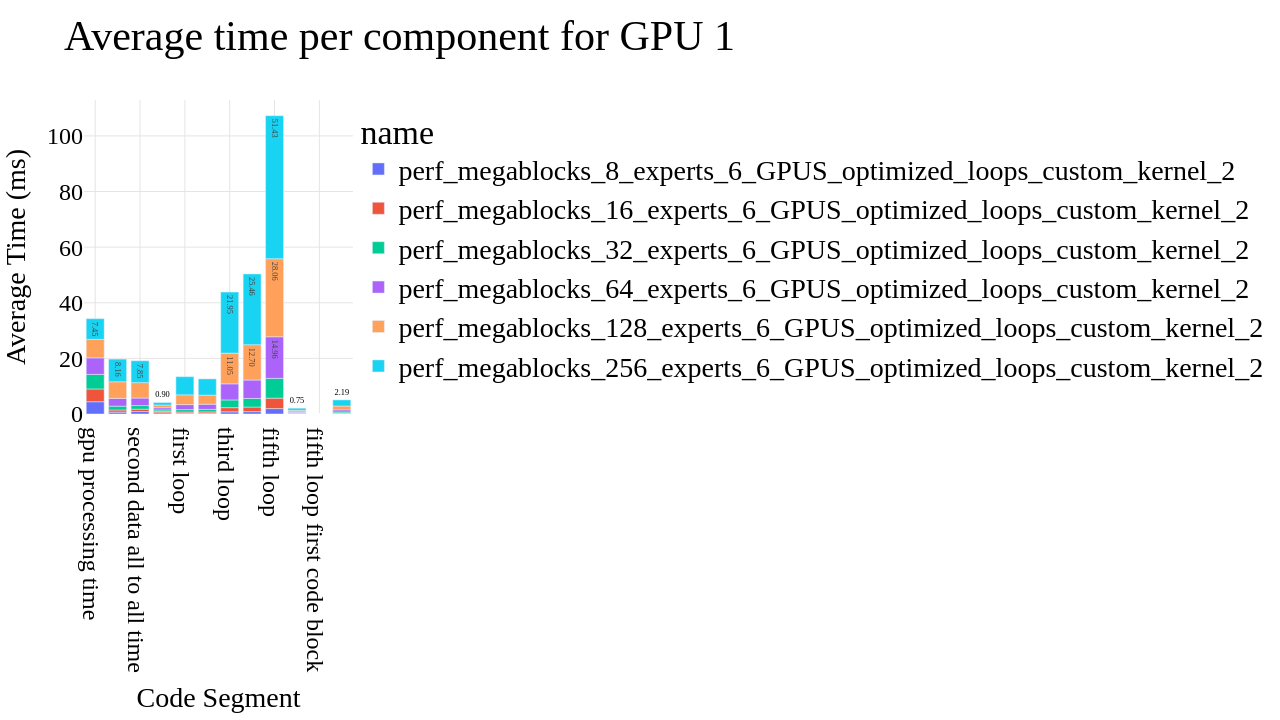 Average time per component for GPU 1
name
perf_megablocks_8_experts_6_GPUS_optimized_loops_custom_kernel_2
perf_megablocks_16_experts_6_GPUS_optimized_loops_custom_kernel_2
perf_megablocks_32_experts_6_GPUS_optimized_loops_custom_kernel_2
perf_megablocks_64_experts_6_GPUS_optimized_loops_custom_kernel_2
perf_megablocks_128_experts_6_GPUS_optimized_loops_custom_kernel_2
perf_megablocks_256_experts_6_GPUS_optimized_loops_custom_kernel_2
Average Time (ms)
100
80
60
40
20
0
7.45
8.16
7.85
0.90
21.95
11.05
25.46
12.70
51.43
28.06
14.96
0.75
2.19
gpu processing time
second data all to all time
first loop
third loop
fifth loop
fifth loop first code block
Code Segment